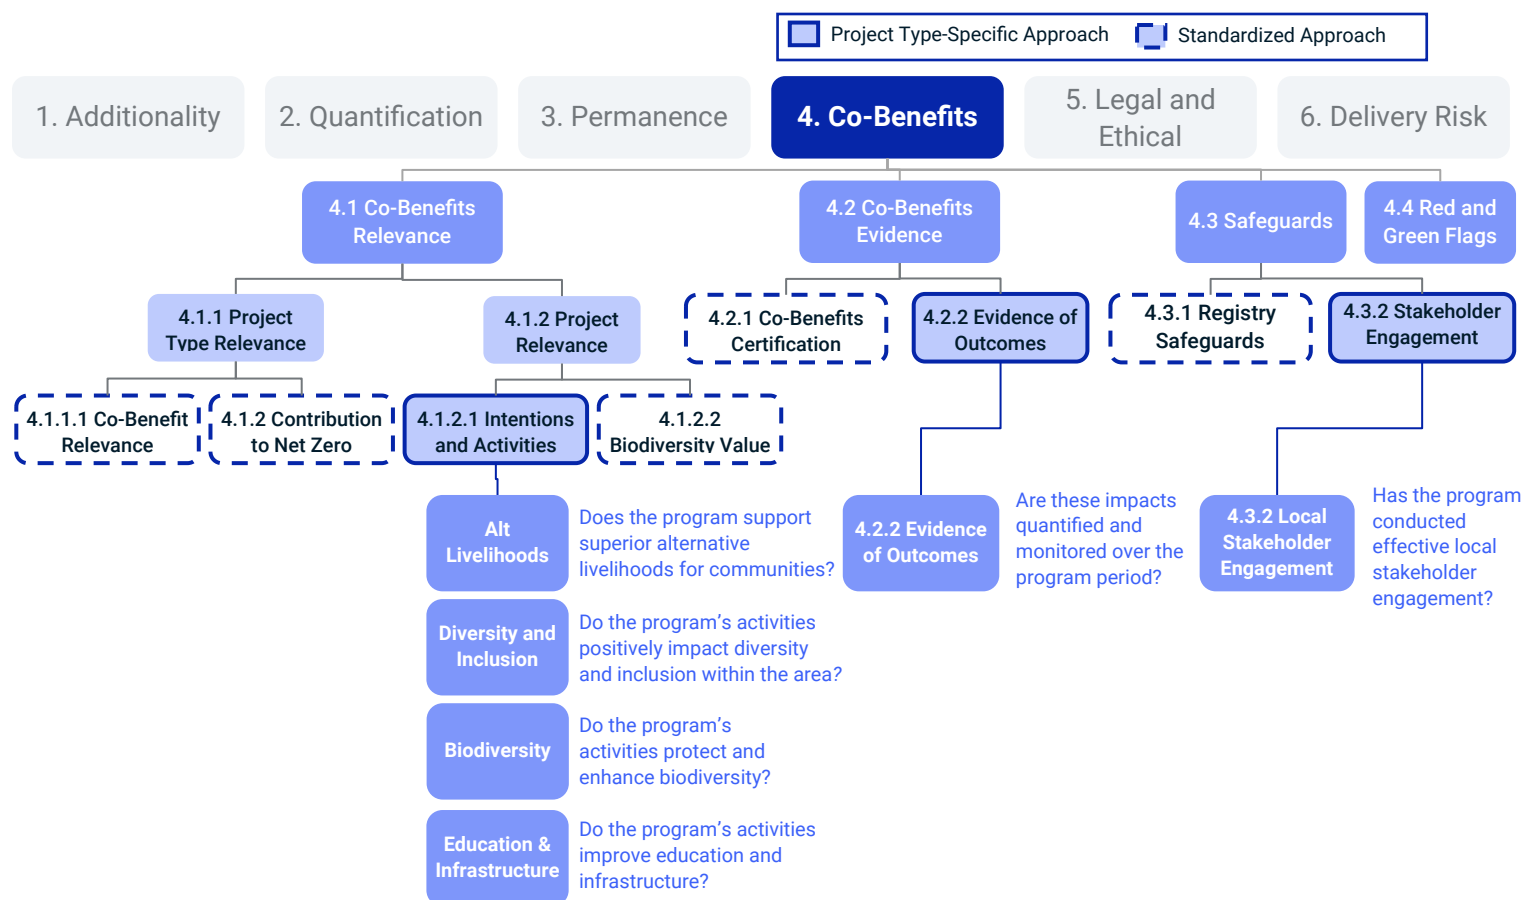 Project Type-Specific Approach
Standardized Approach
1. Additionality
2. Quantification
3. Permanence
4. Co-Benefits
5. Legal and
Ethical
6. Delivery Risk
4.1 Co-Benefits
Relevance
4.2 Co-Benefits
Evidence
4.3 Safeguards
4.4 Red and
Green Flags
4.1.1 Project
Type Relevance
4.1.2 Project
Relevance
4.2.1 Co-Benefits
Certification
4.2.2 Evidence of
Outcomes
4.3.1 Registry
Safeguards
4.3.2 Stakeholder
Engagement
4.1.1.1 Co-Benefit
Relevance
4.1.2 Contribution
to Net Zero
4.1.2.1 Intentions
and Activities
4.1.2.2
Biodiversity Value
Alt
Livelihoods
Does the program support
superior alternative
livelihoods for communities?
4.2.2 Evidence
of Outcomes
Are these impacts
quantified and
monitored over the
program period?
4.3.2 Local
Stakeholder
Engagement
Has the program
conducted
effective local
stakeholder
engagement?
Diversity and
Inclusion
Do the program’s activities
positively impact diversity
and inclusion within the area?
Biodiversity
Do the program’s
activities protect and
enhance biodiversity?
Education &
Infrastructure
Do the program’s activities
improve education and
infrastructure?